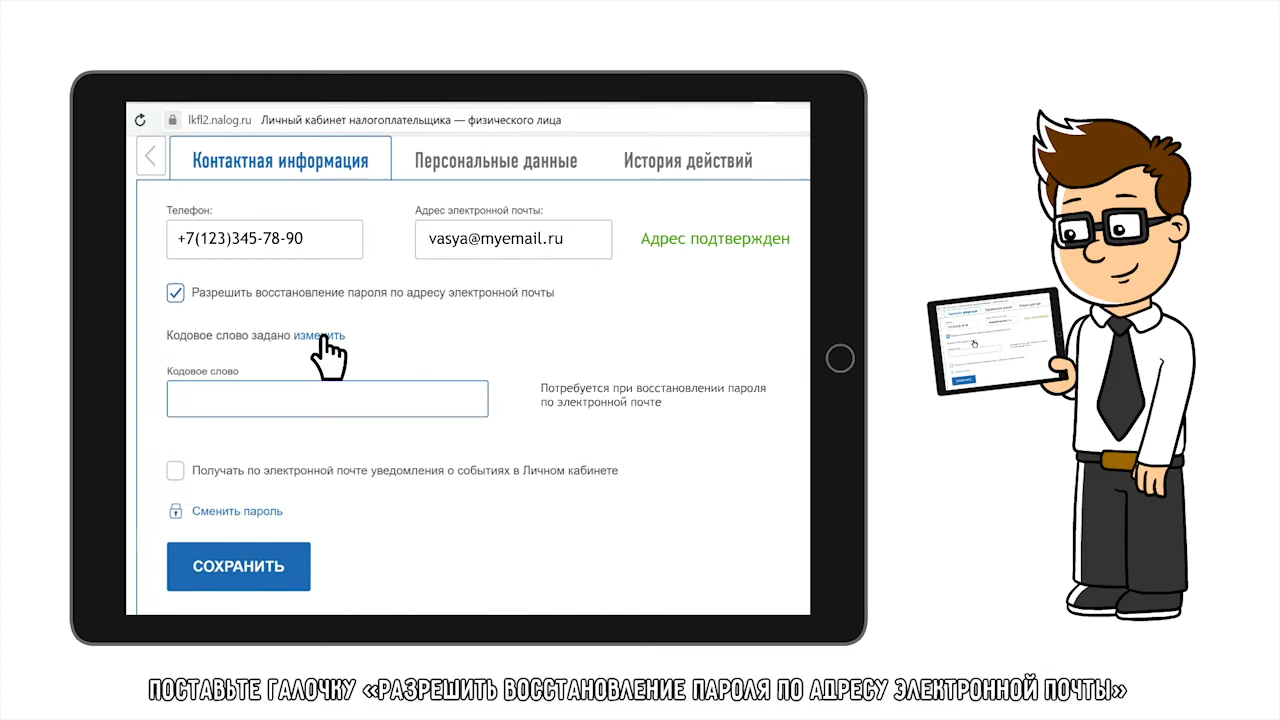 lkfl2.nalog.ru Личный кабинет налогоплательщика — физического лица
Контактная информация Персональные данные История действий
Телефон: Адрес электронной почты:
+7(123)345-78-90 vasya@myemail.ru Адрес подтвержден
Разрешить восстановление пароля по адресу электронной почты
Кодовое слово задано изменить
Кодовое слово
Потребуется при восстановлении пароля
по электронной почте
Получать по электронной почте уведомления о событиях в Личном кабинете
Сменить пароль
СОХРАНИТЬ
ПОСТАВЬТЕ ГАЛОЧКУ «РАЗРЕШИТЬ ВОССТАНОВЛЕНИЕ ПАРОЛЯ ПО АДРЕСУ ЭЛЕКТРОННОЙ ПОЧТЫ»